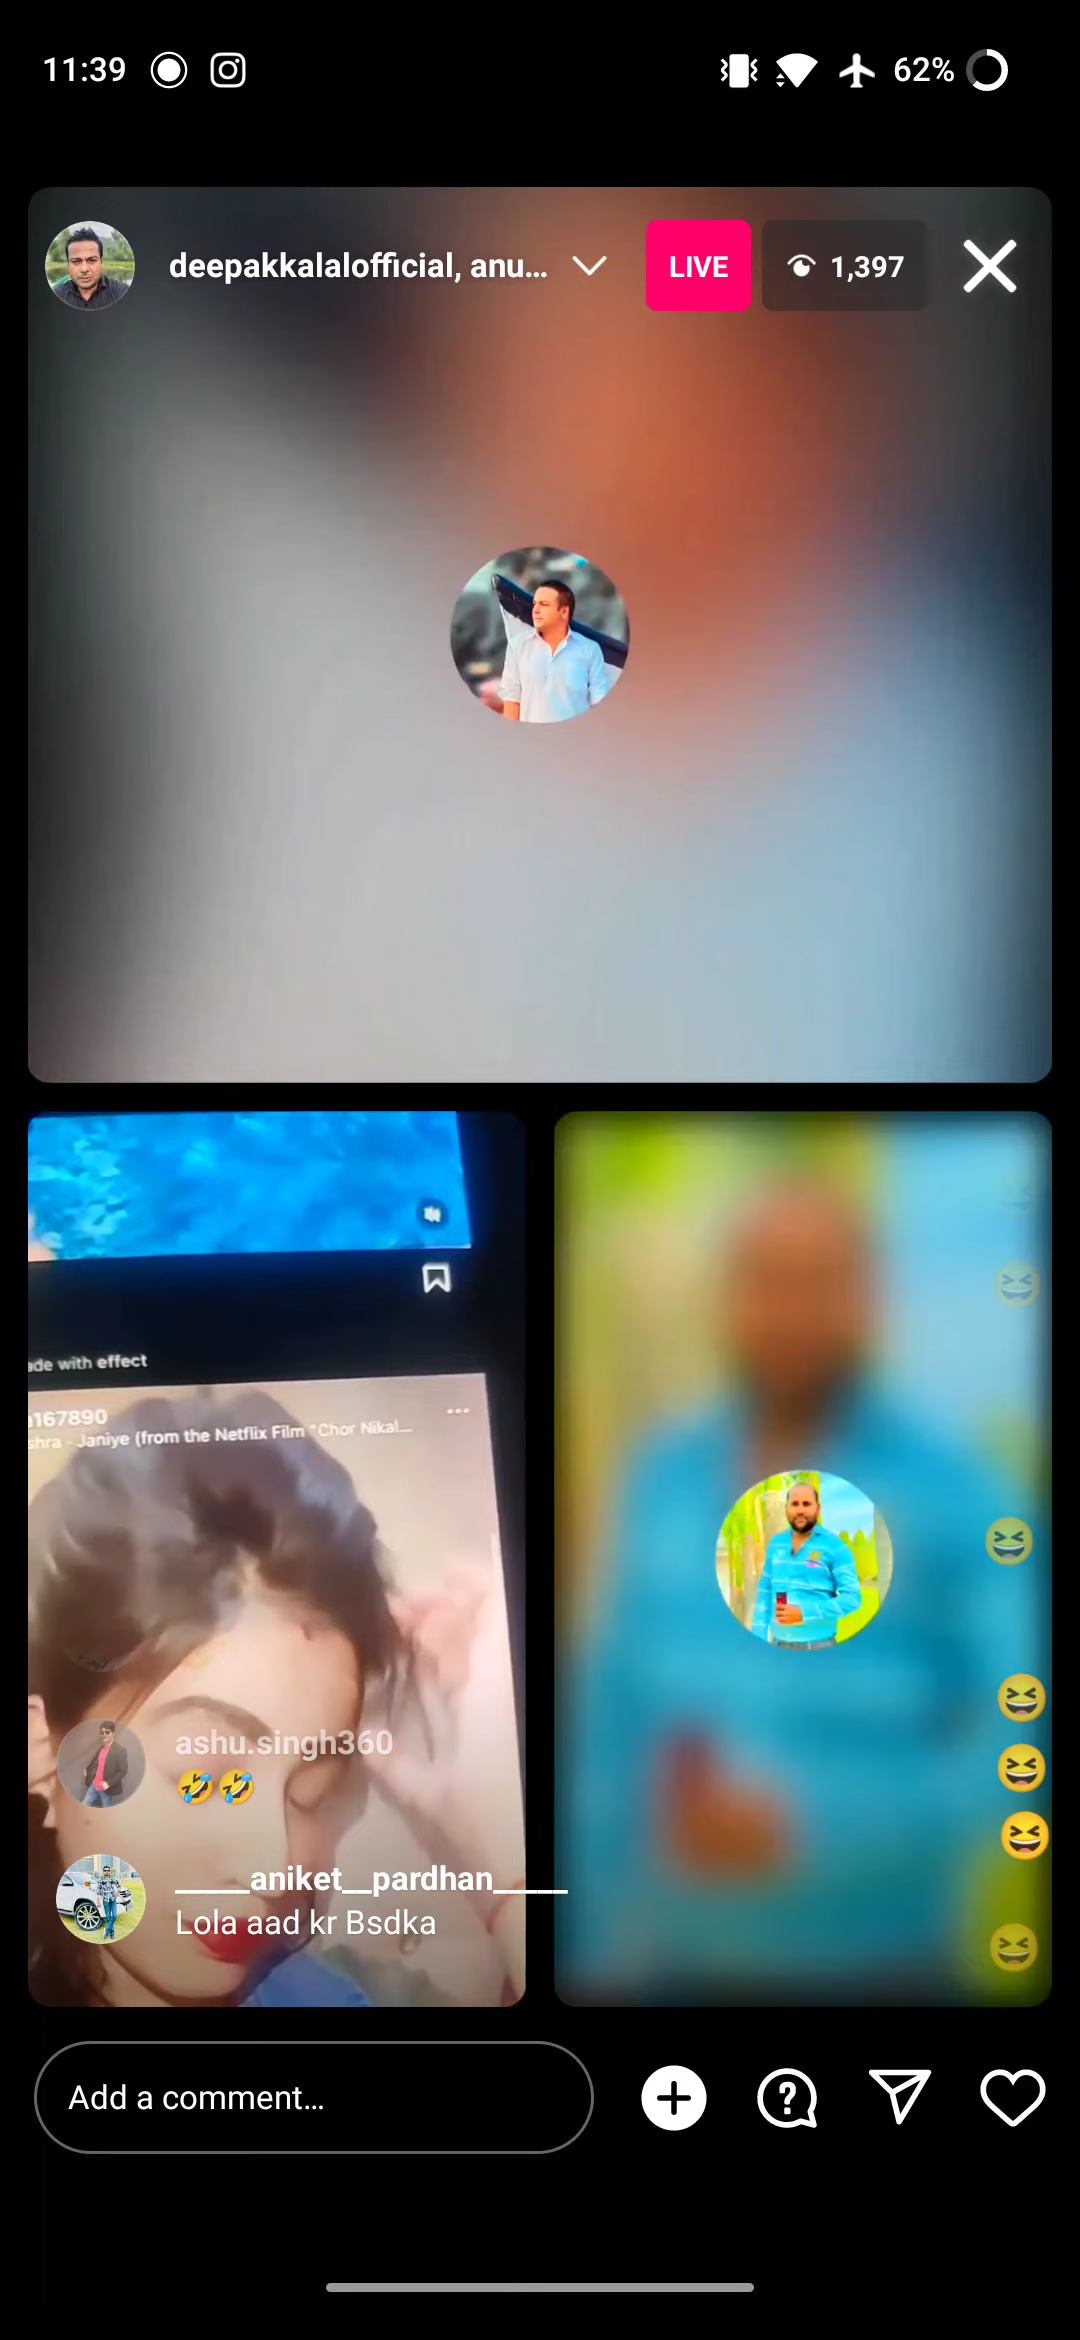 11:39
62%
deepakkalalofficial, anu...
LIVE
1,397
ade with effect
167890
shra - Janiye (from the Netflix Film "Chor Nikal...
ashu.singh360
🤣🤣
_____aniket__pardhan_____
Lola aad kr Bsdka
Add a comment...